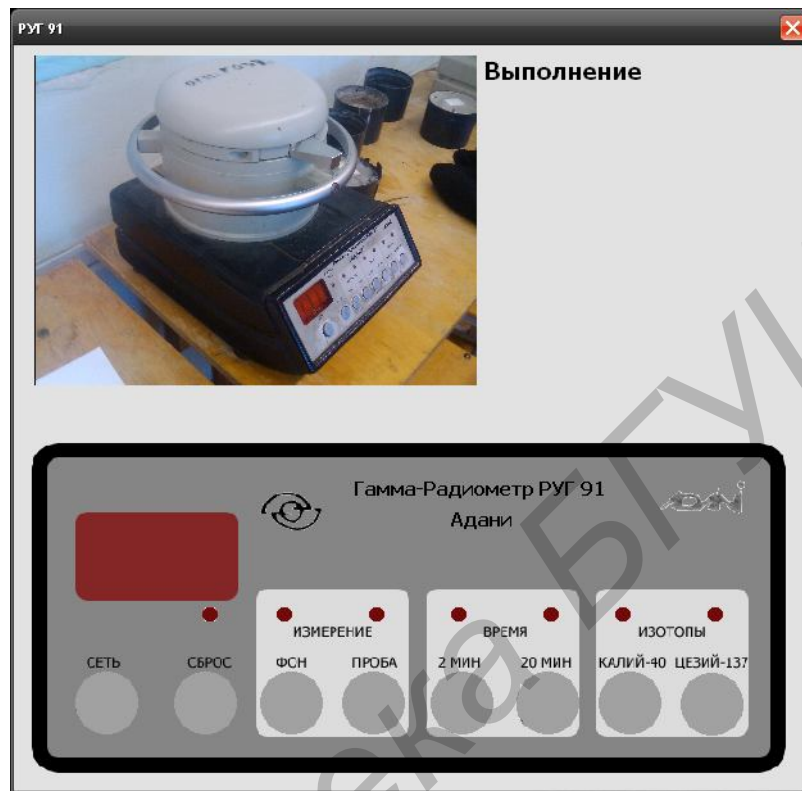 РУГ 91
Выполнение
Гамма-Радиометр РУГ 91
Адани
ИЗМЕРЕНИЕ ВРЕМЯ ИЗОТОПЫ
СЕТЬ СБРОС ФСН ПРОБА 2 МИН 20 МИН КАЛИЙ-40 ЦЕЗИЙ-137